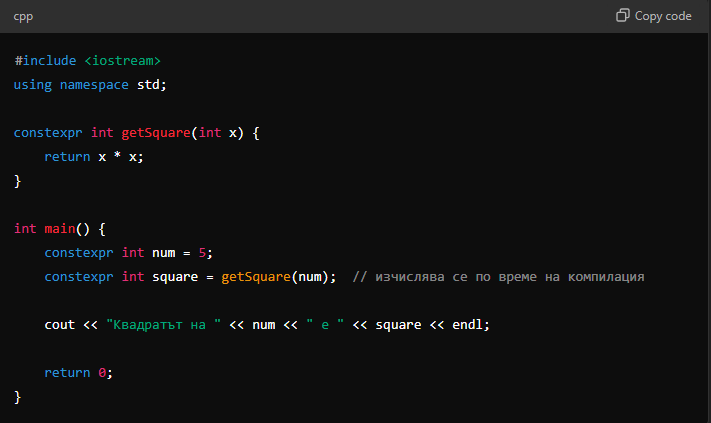 cpp
Copy code
#include <iostream>
using namespace std;
constexpr int getSquare(int x) {
    return x * x;
}
int main() {
    constexpr int num = 5;
    constexpr int square = getSquare(num);  // изчислява се по време на компилация
    cout << "Квадратът на " << num << " е " << square << endl;
    return 0;
}